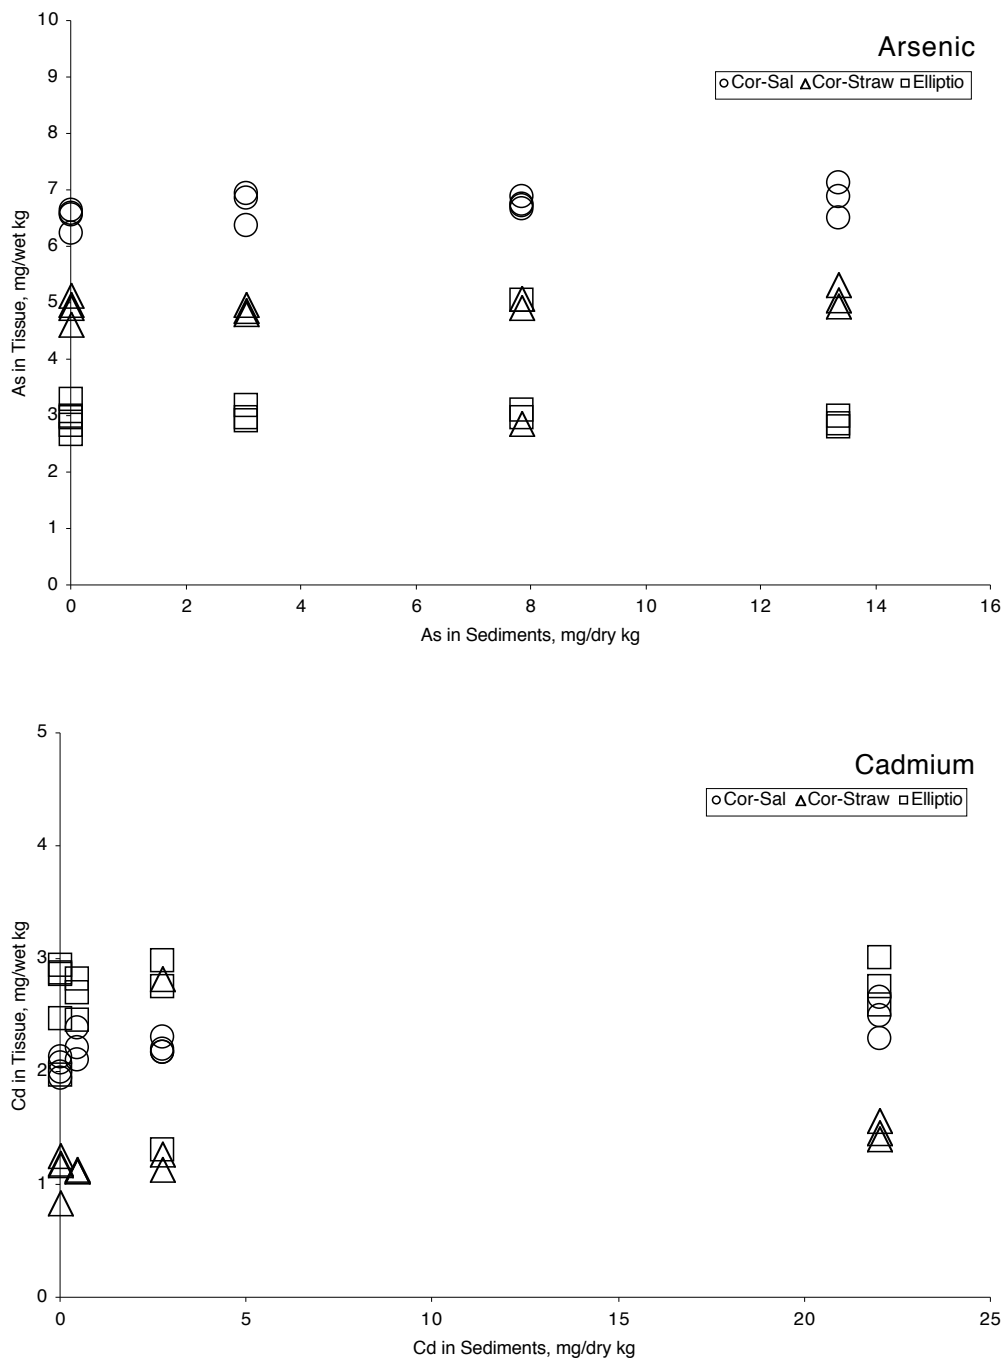 Arsenic
Cor-Sal Cor-Straw Elliptio
10
9
8
7
6
5
4
3
2
1
0
As in Tissue, mg/wet kg
0 2 4 6 8 10 12 14 16
As in Sediments, mg/dry kg
Cadmium
Cor-Sal Cor-Straw Elliptio
5
4
3
2
1
0
Cd in Tissue, mg/wet kg
0 5 10 15 20 25
Cd in Sediments, mg/dry kg